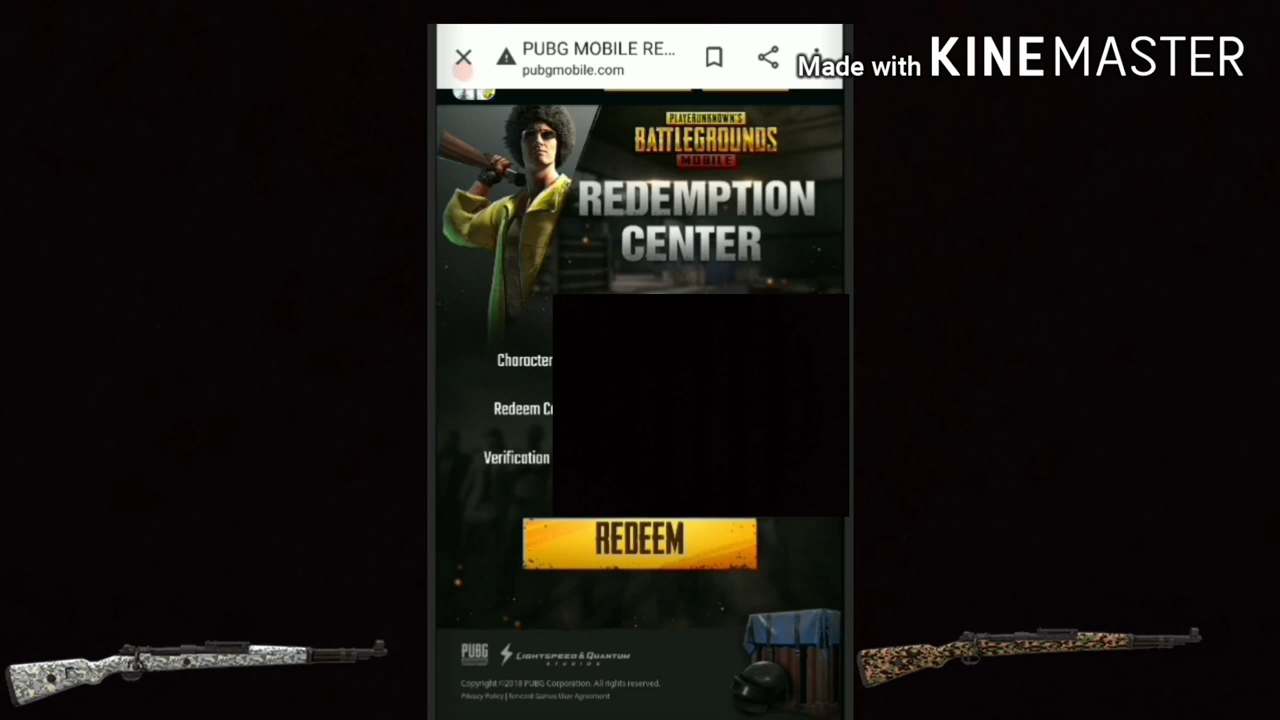 PUBG MOBILE RE...
pubgmobile.com
Made with KINEMASTER
PLAYERUNKNOWN'S
BATTLEGROUNDS
MOBILE
REDEMPTION
CENTER
Character
Redeem C
Verification
REDEEM
PUBG
LIGHTSPEED & QUANTUM
STUDIOS
Copyright ©2018 PUBG Corporation. All rights reserved.
Privacy Policy | Tencent Games User Agreement